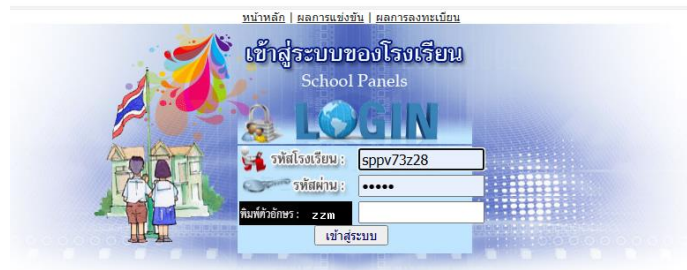 หน้าหลัก | ผลการแข่งขัน | ผลการลงทะเบียน
เข้าสู่ระบบของโรงเรียน
School Panels
LOGIN
รหัสโรงเรียน : sppv73z28
รหัสผ่าน : •••••
พิมพ์ตัวอักษร : zzm
เข้าสู่ระบบ